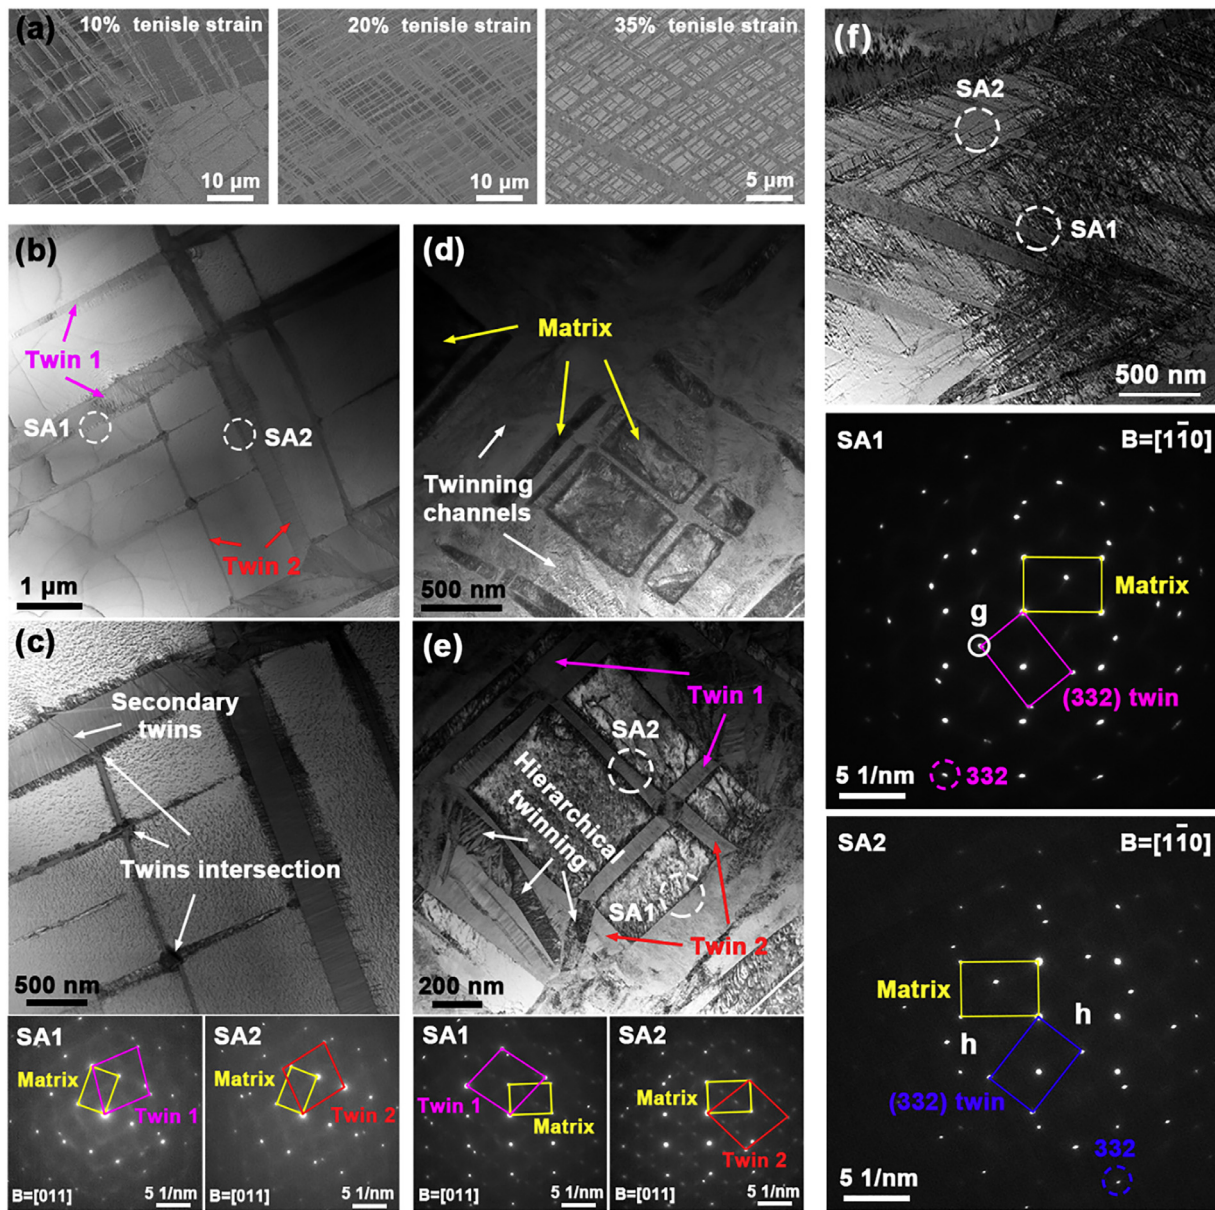 (a)
10% tenisle strain
10 μm
20% tenisle strain
10 μm
35% tenisle strain
5 μm
(b)
Twin 1
SA1
SA2
Twin 2
1 μm
(c)
Secondary
twins
Twins intersection
500 nm
SA1
Matrix
Twin 1
B=[011]
5 1/nm
SA2
Matrix
Twin 2
B=[011]
5 1/nm
(d)
Matrix
Twinning
channels
500 nm
(e)
Twin 1
SA2
Hierarchical
twinning
SA1
Twin 2
200 nm
SA1
Twin 1
Matrix
B=[011]
5 1/nm
SA2
Matrix
Twin 2
B=[011]
5 1/nm
(f)
SA2
SA1
500 nm
SA1
B=[11̄0]
Matrix
g
(332) twin
5 1/nm
332
SA2
B=[11̄0]
Matrix
h
h
(332) twin
332
5 1/nm